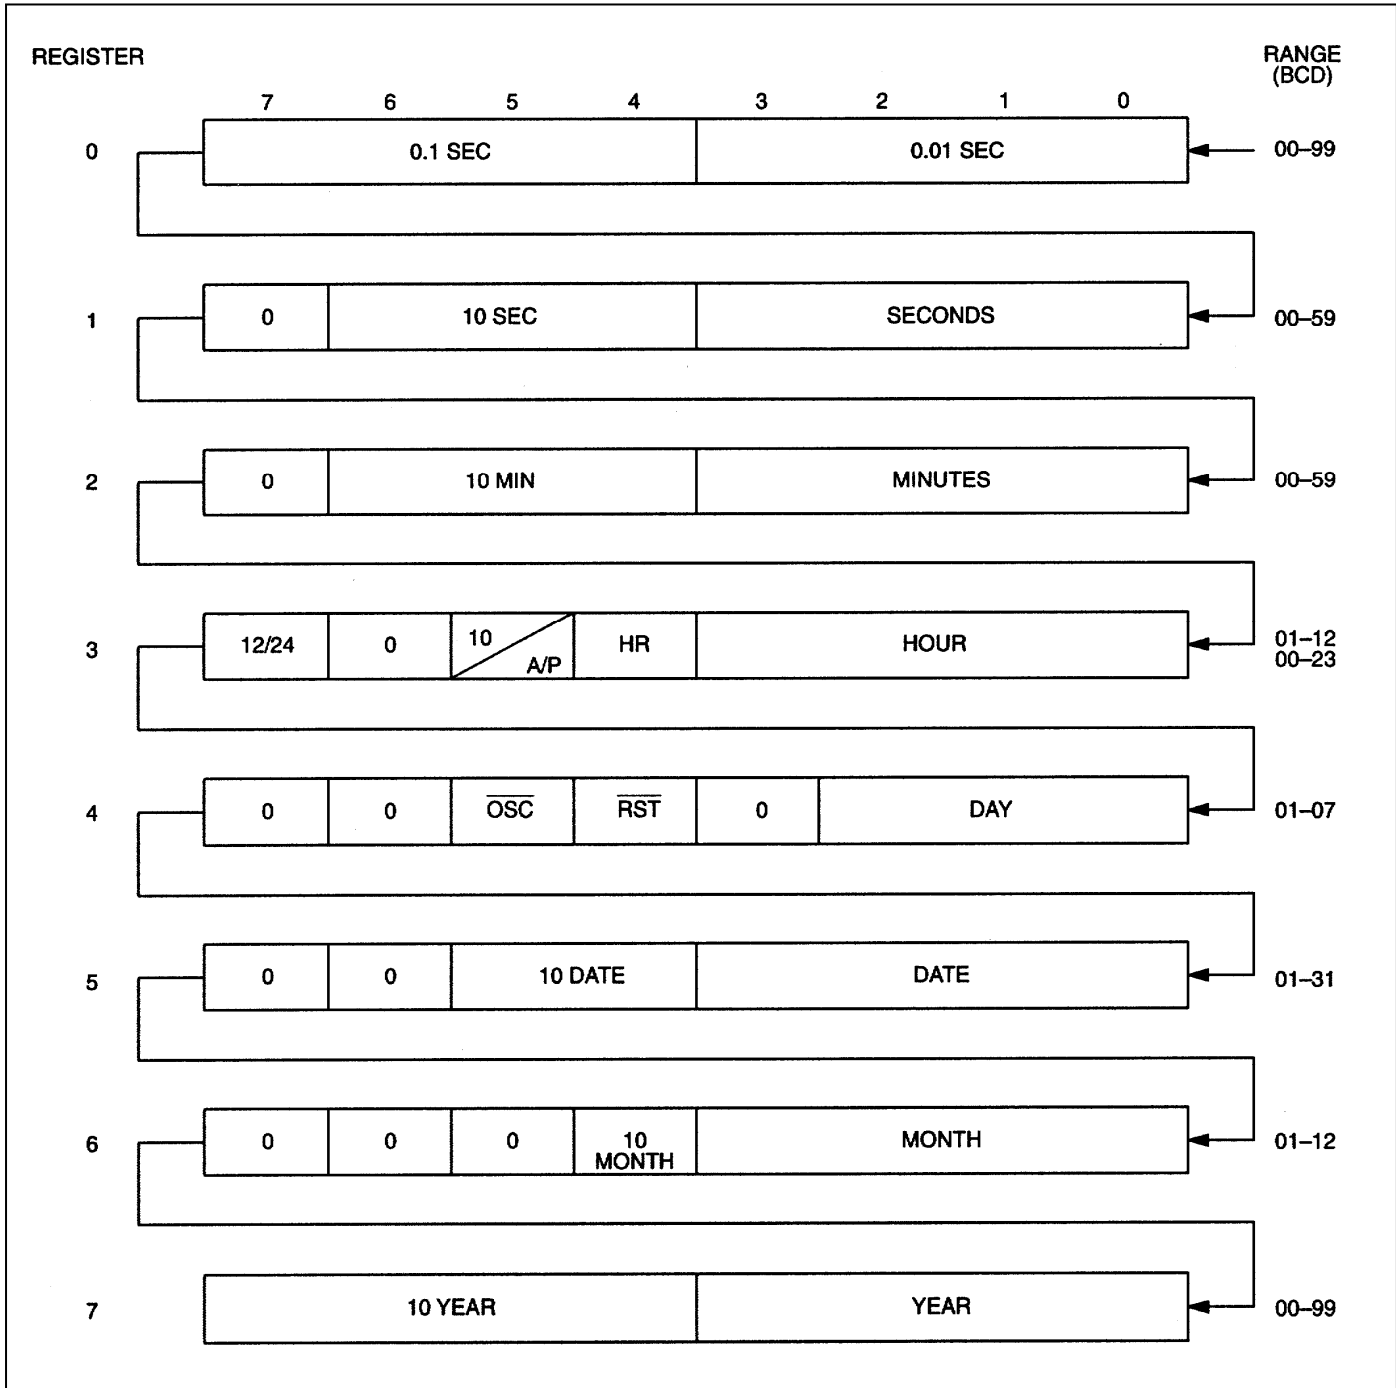 REGISTER
RANGE
(BCD)
7 6 5 4 3 2 1 0
0 0.1 SEC 0.01 SEC 00–99
1 0 10 SEC SECONDS 00–59
2 0 10 MIN MINUTES 00–59
3 12/24 0 10 A/P HR HOUR 01–12
00–23
4 0 0 OSC RST 0 DAY 01–07
5 0 0 10 DATE DATE 01–31
6 0 0 0 10 MONTH MONTH 01–12
7 10 YEAR YEAR 00–99